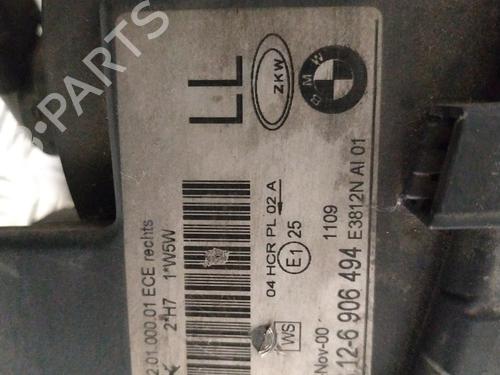 LL
ZKW
BMW
2.01.000.01 ECE rechts
2*H7 1*W5W
04 HCR PL 02 A
E1 25
1109
WS
Nov-00
.12-6 906 494
E3812N AI 01
B-Parts